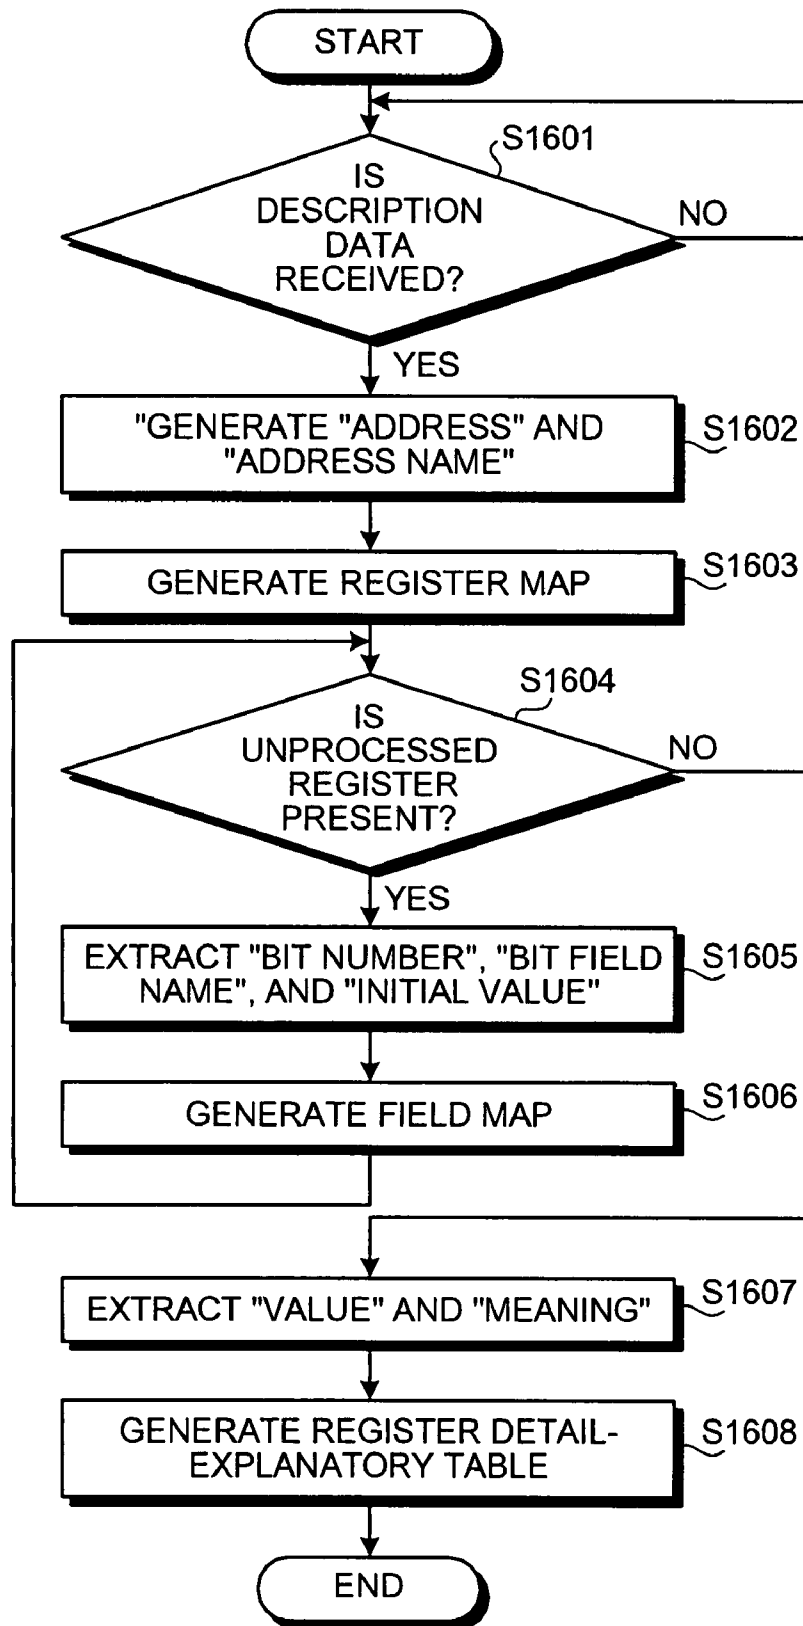 START
S1601
IS
DESCRIPTION
DATA
RECEIVED?
NO
YES
"GENERATE "ADDRESS" AND
"ADDRESS NAME"
S1602
GENERATE REGISTER MAP
S1603
S1604
IS
UNPROCESSED
REGISTER
PRESENT?
NO
YES
EXTRACT "BIT NUMBER", "BIT FIELD
NAME", AND "INITIAL VALUE"
S1605
GENERATE FIELD MAP
S1606
EXTRACT "VALUE" AND "MEANING"
S1607
GENERATE REGISTER DETAIL-
EXPLANATORY TABLE
S1608
END